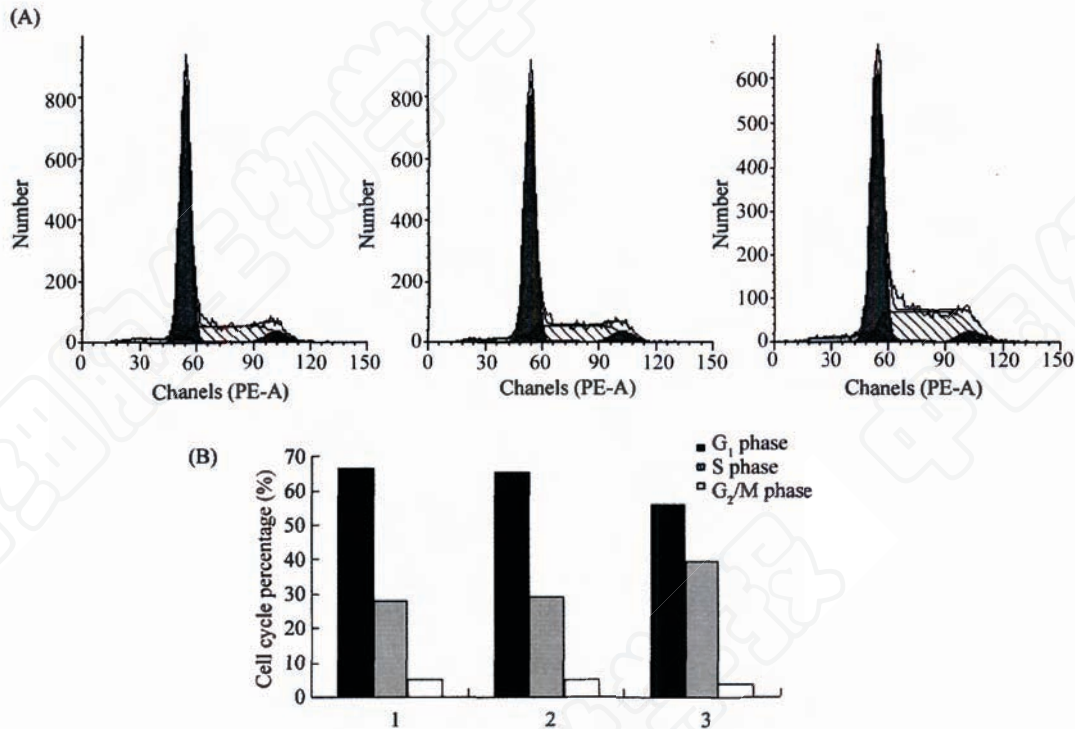 (A)
Number
800
600
400
200
0
0 30 60 90 120 150
Chanels (PE-A)
Number
800
600
400
200
0
0 30 60 90 120 150
Chanels (PE-A)
Number
600
500
400
300
200
100
0
0 30 60 90 120 150
Chanels (PE-A)
(B)
Cell cycle percentage (%)
70
60
50
40
30
20
10
0
1 2 3
G₁ phase
S phase
G₂/M phase